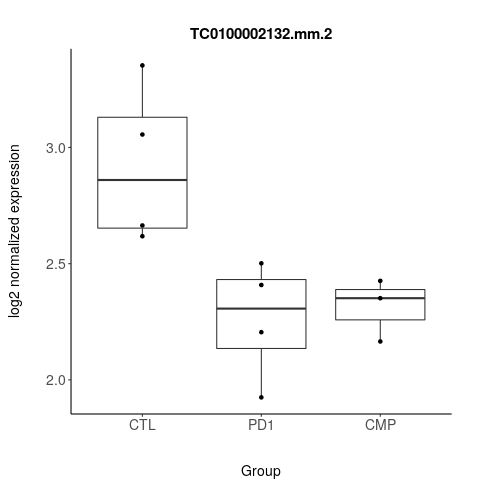 TC0100002132.mm.2
log2 normalized expression
3.0
2.5
2.0
CTL
PD1
CMP
Group